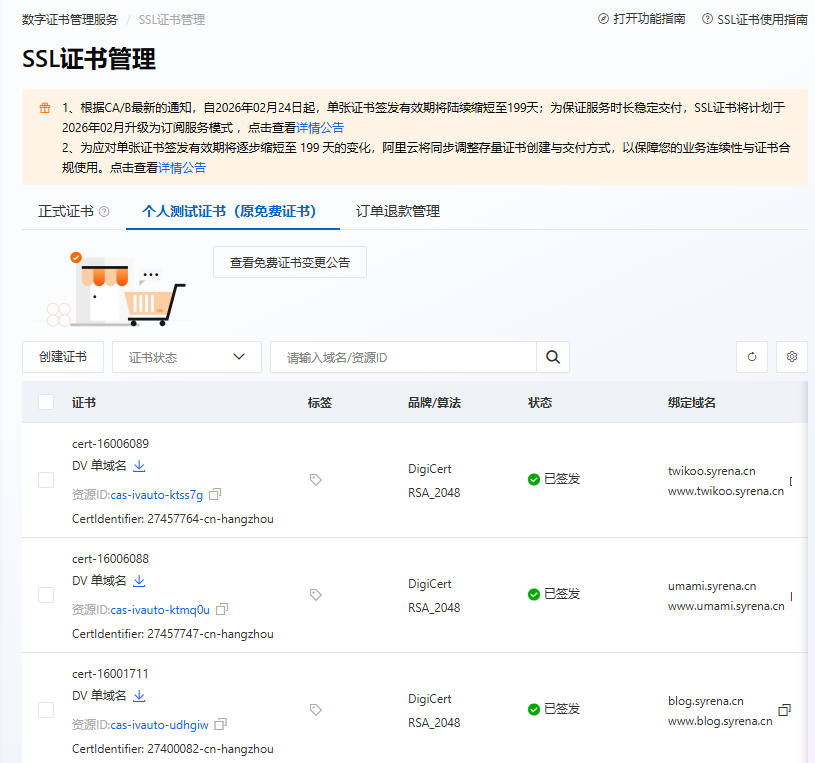 数字证书管理服务 / SSL证书管理
打开功能指南 SSL证书使用指南
SSL证书管理
1、根据CA/B最新的通知，自2026年02月24日起，单张证书签发有效期将陆续缩短至199天；为保证服务时长稳定交付，SSL证书将计划于
2026年02月升级为订阅服务模式 ，点击查看详情公告
2、为应对单张证书签发有效期将逐步缩短至 199 天的变化，阿里云将同步调整存量证书创建与交付方式，以保障您的业务连续性与证书合
规使用。点击查看详情公告
正式证书 个人测试证书（原免费证书） 订单退款管理
查看免费证书变更公告
创建证书 证书状态 请输入域名/资源ID
证书 标签 品牌/算法 状态 绑定域名
cert-16006089
DV 单域名
资源ID:cas-ivauto-ktss7g
CertIdentifier: 27457764-cn-hangzhou
DigiCert
RSA_2048
已签发
twikoo.syrena.cn
www.twikoo.syrena.cn
cert-16006088
DV 单域名
资源ID:cas-ivauto-ktmq0u
CertIdentifier: 27457747-cn-hangzhou
DigiCert
RSA_2048
已签发
umami.syrena.cn
www.umami.syrena.cn
cert-16001711
DV 单域名
资源ID:cas-ivauto-udhgiw
CertIdentifier: 27400082-cn-hangzhou
DigiCert
RSA_2048
已签发
blog.syrena.cn
www.blog.syrena.cn